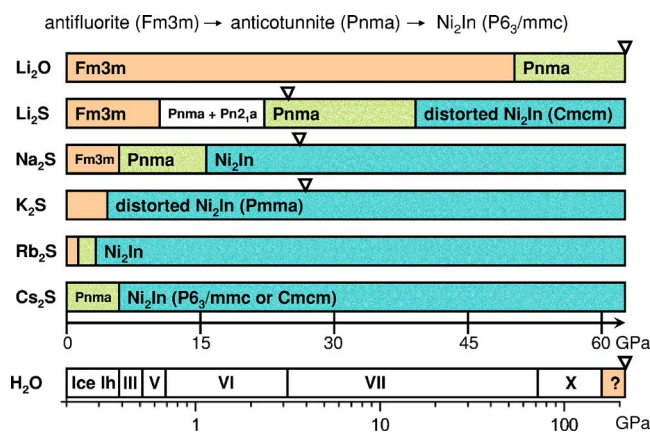 antifluorite (Fm3m) → anticotunnite (Pnma) → Ni₂In (P6₃/mmc)
Li₂O Fm3m Pnma
Li₂S Fm3m Pnma + Pn2₁a Pnma distorted Ni₂In (Cmcm)
Na₂S Fm3m Pnma Ni₂In
K₂S distorted Ni₂In (Pmma)
Rb₂S Ni₂In
Cs₂S Pnma Ni₂In (P6₃/mmc or Cmcm)
0 15 30 45 60 GPa
H₂O Ice Ih III V VI VII X ?
1 10 100 GPa